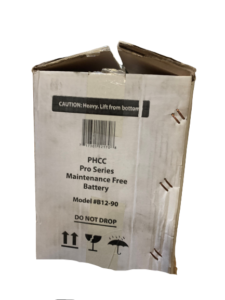 CAUTION: Heavy. Lift from bottom
PHCC
Pro Series
Maintenance Free
Battery
Model #B12-90
DO NOT DROP